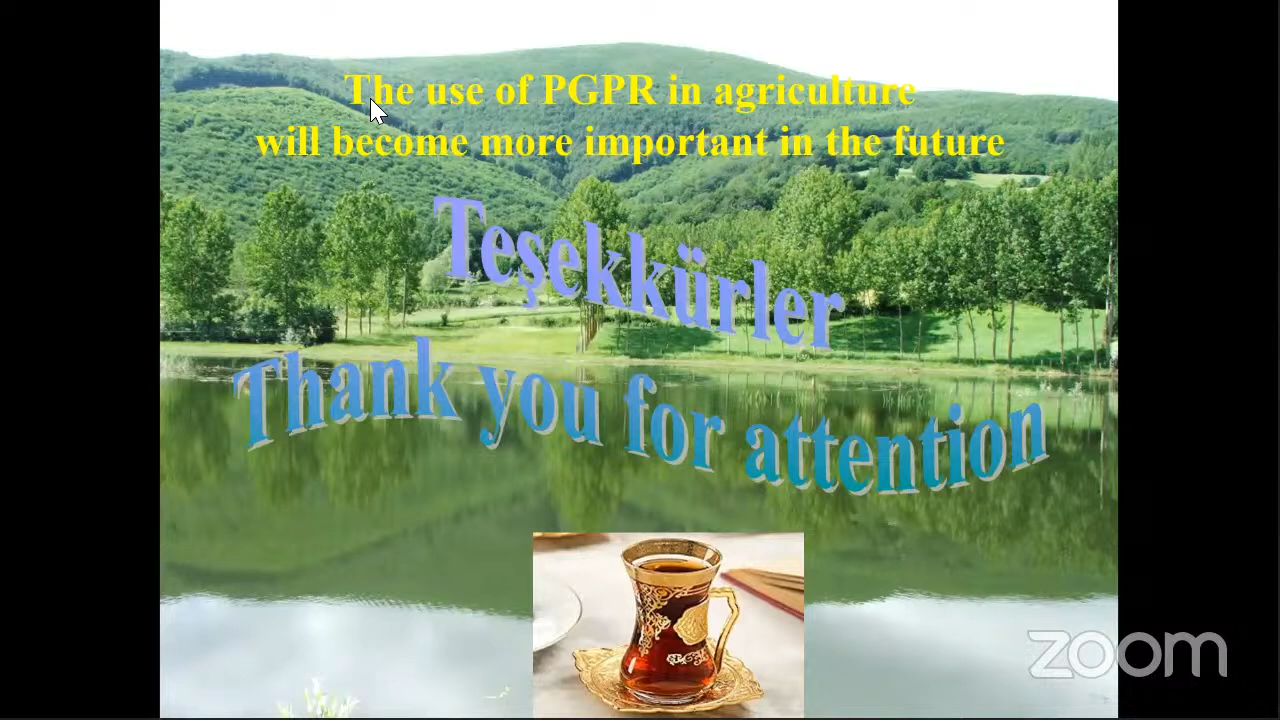 The use of PGPR in agriculture
will become more important in the future
Teşekkürler
Thank you for attention
zoom